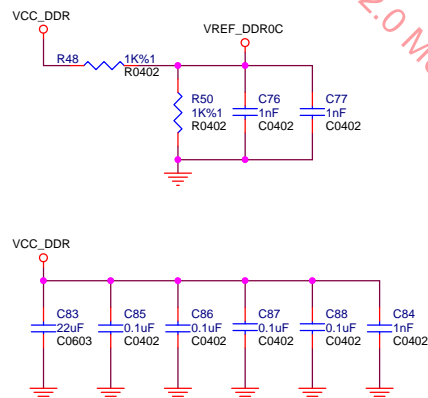 VCC_DDR
VREF_DDR0C
R48
1K%1
R0402
R50
1K%1
R0402
C76
1nF
C0402
C77
1nF
C0402
VCC_DDR
C83
22uF
C0603
C85
0.1uF
C0402
C86
0.1uF
C0402
C87
0.1uF
C0402
C88
0.1uF
C0402
C84
1nF
C0402